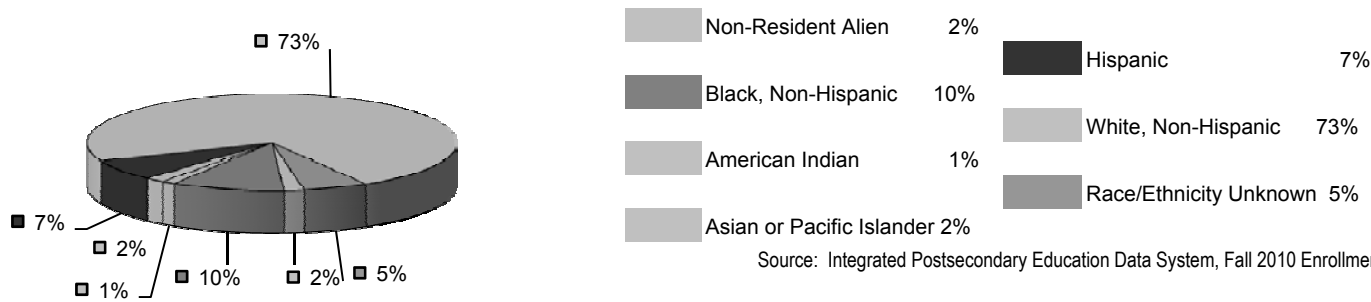 73%
7%
2%
1%
10%
2%
5%
Non-Resident Alien 2%
Black, Non-Hispanic 10%
American Indian 1%
Asian or Pacific Islander 2%
Hispanic 7%
White, Non-Hispanic 73%
Race/Ethnicity Unknown 5%
Source: Integrated Postsecondary Education Data System, Fall 2010